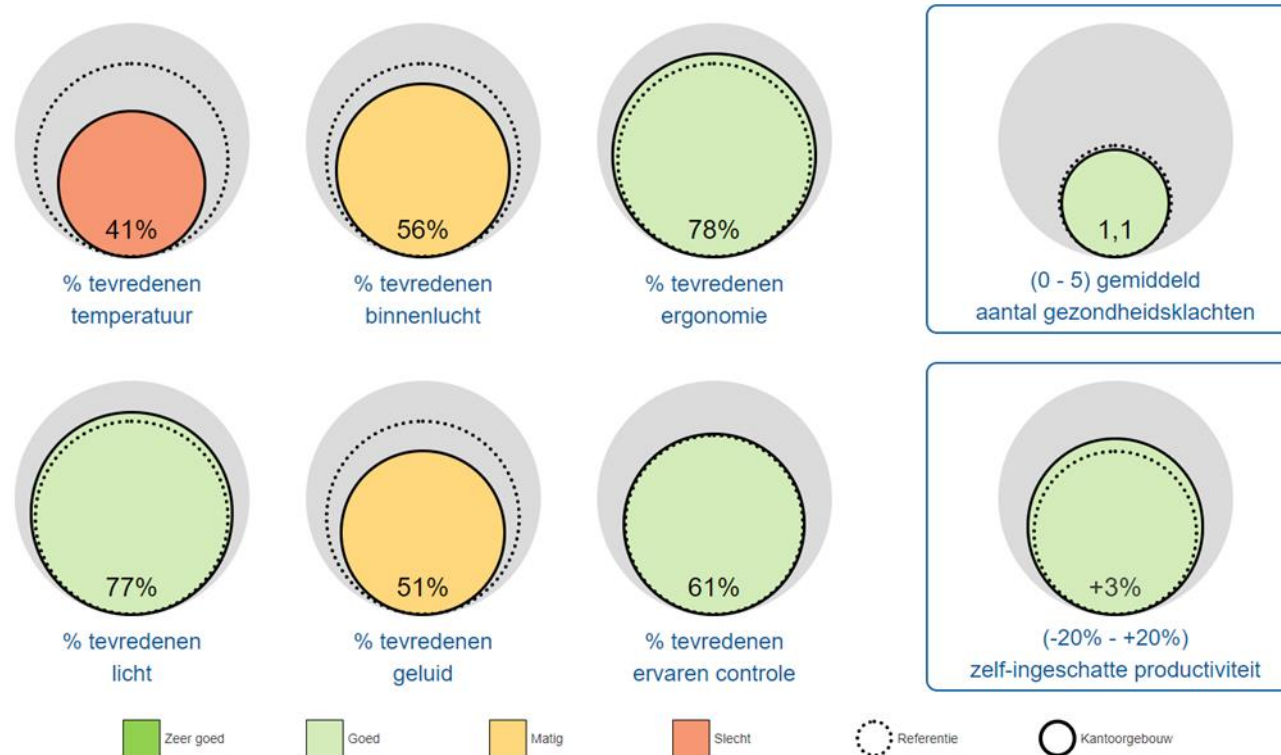 41%
% tevredenen
temperatuur
56%
% tevredenen
binnenlucht
78%
% tevredenen
ergonomie
1,1
(0 - 5) gemiddeld
aantal gezondheidsklachten
77%
% tevredenen
licht
51%
% tevredenen
geluid
61%
% tevredenen
ervaren controle
+3%
(-20% - +20%)
zelf-ingeschatte productiviteit
Zeer goed
Goed
Matig
Slecht
Referentie
Kantoorgebouw